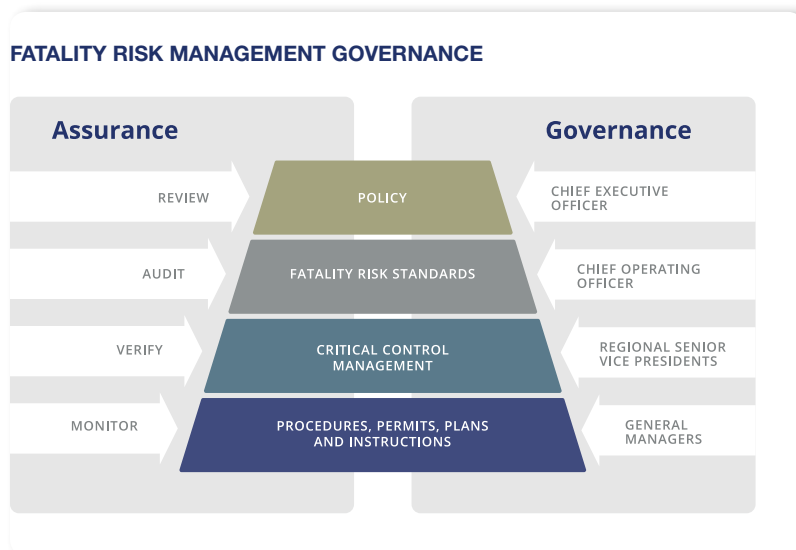 FATALITY RISK MANAGEMENT GOVERNANCE
Assurance
Governance
REVIEW
POLICY
CHIEF EXECUTIVE
OFFICER
AUDIT
FATALITY RISK STANDARDS
CHIEF OPERATING
OFFICER
VERIFY
CRITICAL CONTROL
MANAGEMENT
REGIONAL SENIOR
VICE PRESIDENTS
MONITOR
PROCEDURES, PERMITS, PLANS
AND INSTRUCTIONS
GENERAL
MANAGERS